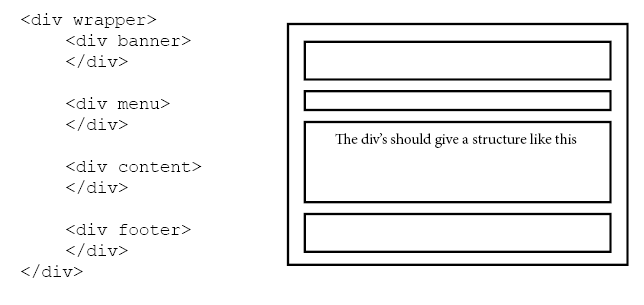 <div wrapper>
<div banner>
</div>
<div menu>
</div>
<div content>
</div>
<div footer>
</div>
</div>
The div's should give a structure like this